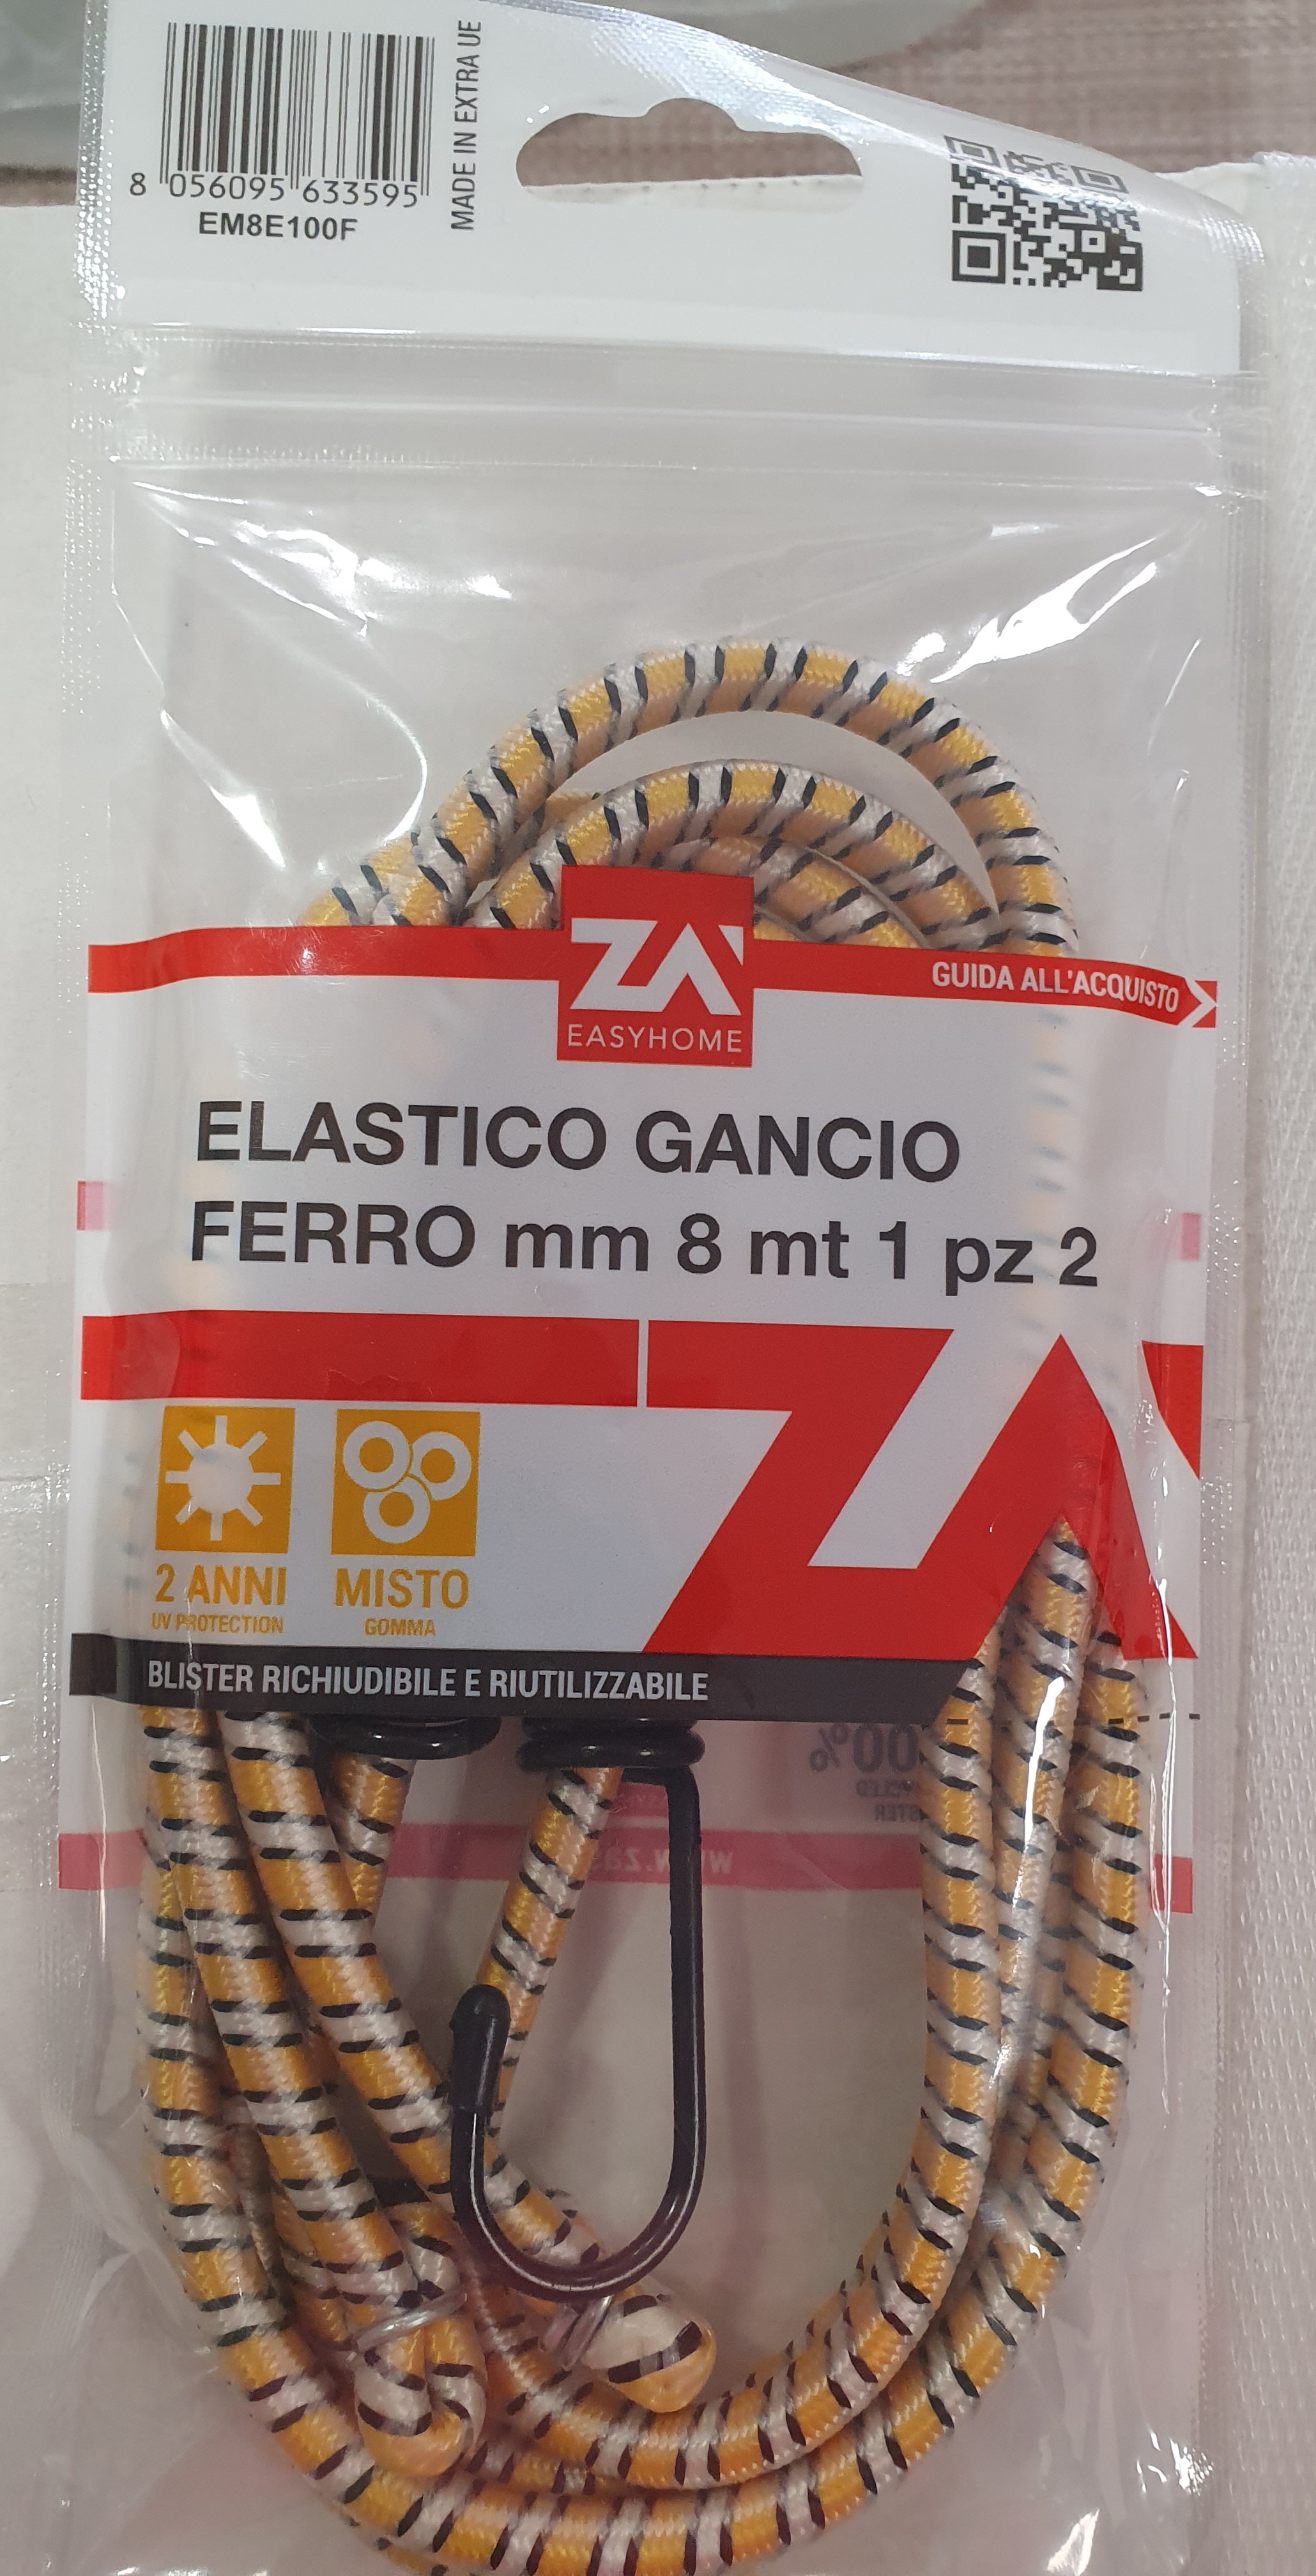 8 056095 633595
EM8E100F
MADE IN EXTRA UE
ZA
EASYHOME
GUIDA ALL'ACQUISTO
ELASTICO GANCIO
FERRO mm 8 mt 1 pz 2
ZA
2 ANNI
UV PROTECTION
MISTO
GOMMA
BLISTER RICHIUDIBILE E RIUTILIZZABILE